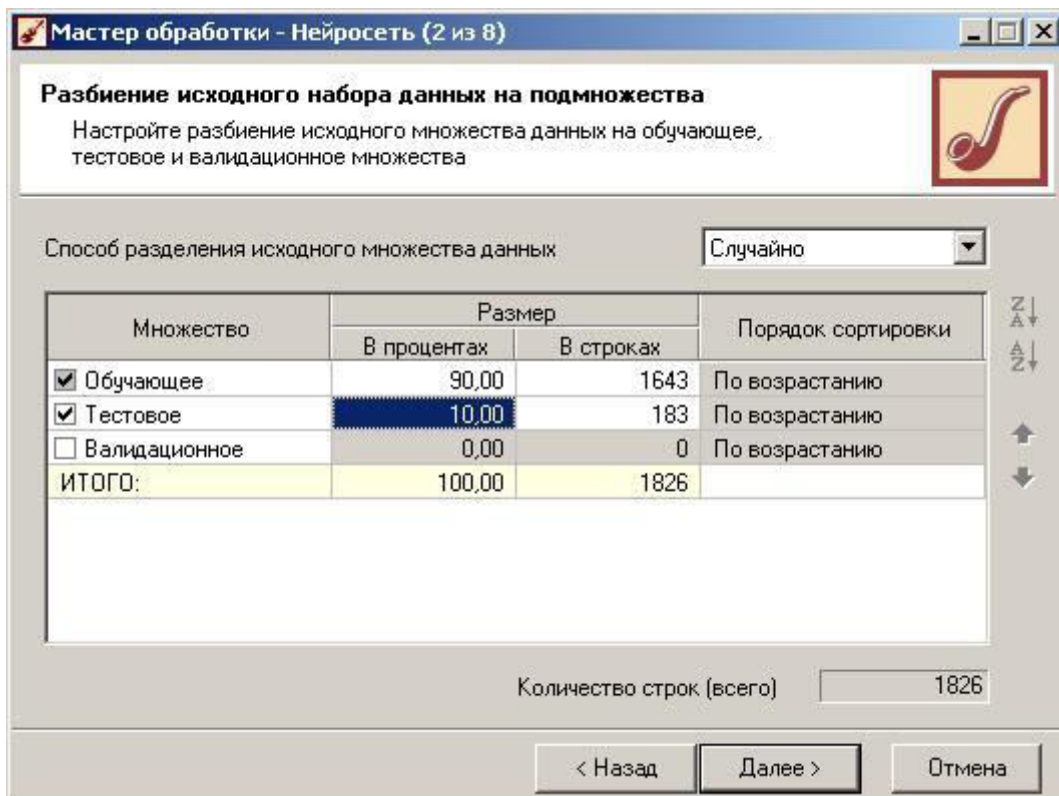 Мастер обработки - Нейросеть (2 из 8)
Разбиение исходного набора данных на подмножества
Настройте разбиение исходного множества данных на обучающее,
тестовое и валидационное множества
Способ разделения исходного множества данных Случайно
Множество Размер Порядок сортировки
В процентах В строках
Обучающее 90,00 1643 По возрастанию
Тестовое 10,00 183 По возрастанию
Валидационное 0,00 0 По возрастанию
ИТОГО: 100,00 1826
Количество строк (всего) 1826
< Назад Далее > Отмена
Z
A
A
Z